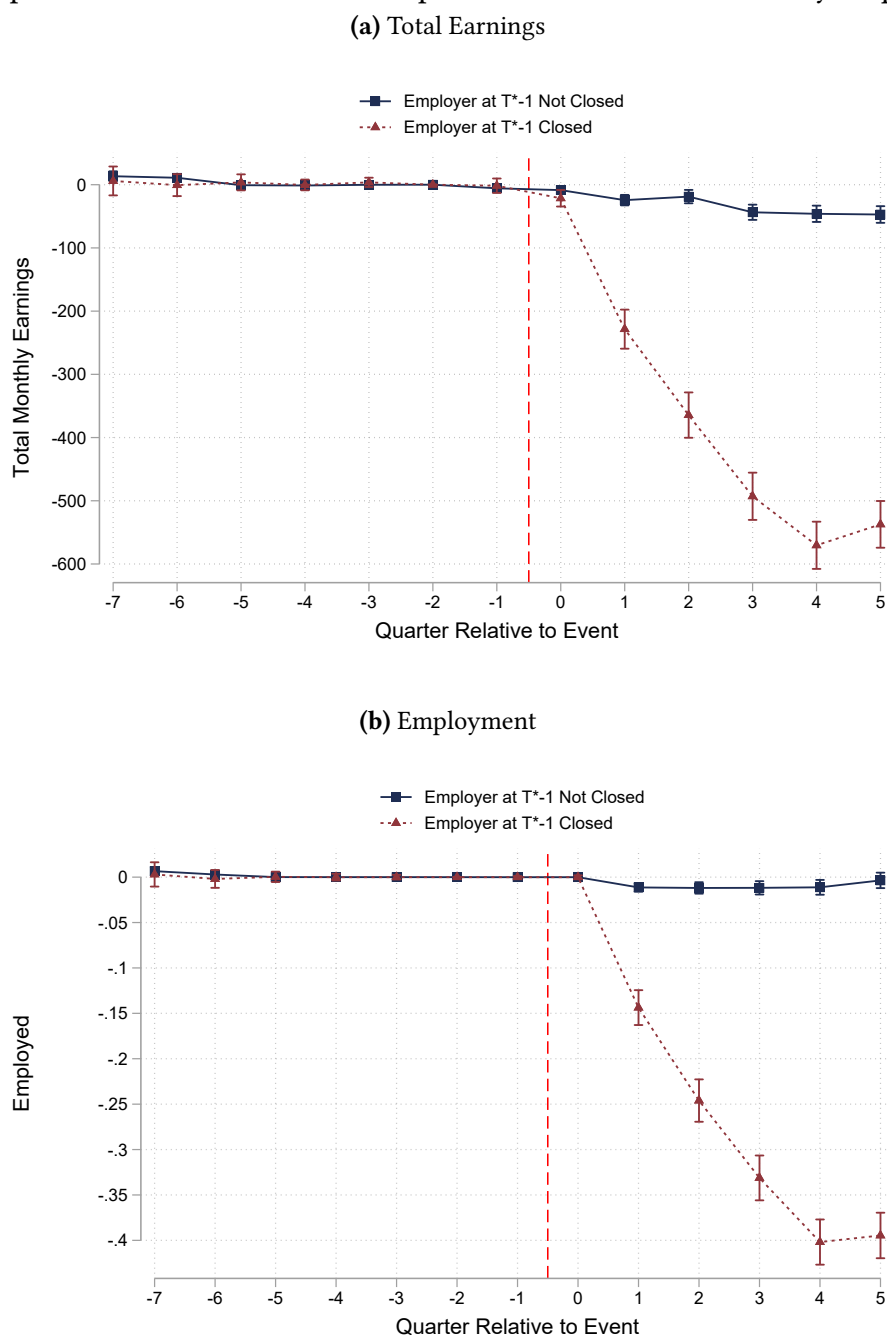 (a) Total Earnings
Employer at T*-1 Not Closed
Employer at T*-1 Closed
Total Monthly Earnings
0
-100
-200
-300
-400
-500
-600
-7 -6 -5 -4 -3 -2 -1 0 1 2 3 4 5
Quarter Relative to Event
(b) Employment
Employer at T*-1 Not Closed
Employer at T*-1 Closed
Employed
0
-.05
-.1
-.15
-.2
-.25
-.3
-.35
-.4
-7 -6 -5 -4 -3 -2 -1 0 1 2 3 4 5
Quarter Relative to Event